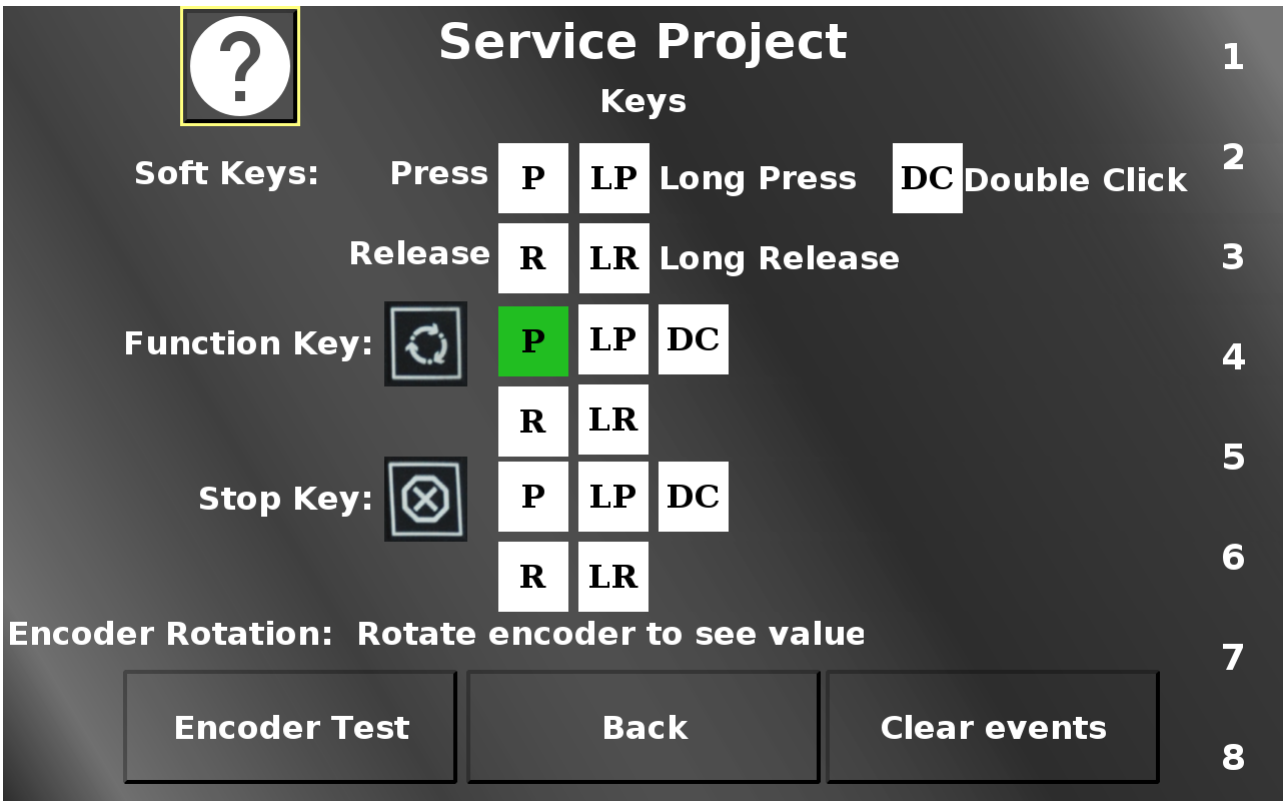 ?
Service Project
1
Keys
2
Soft Keys: Press P LP Long Press DC Double Click
Release R LR Long Release
3
Function Key: P LP DC
4
R LR
5
Stop Key: P LP DC
6
R LR
Encoder Rotation: Rotate encoder to see value
7
Encoder Test Back Clear events
8